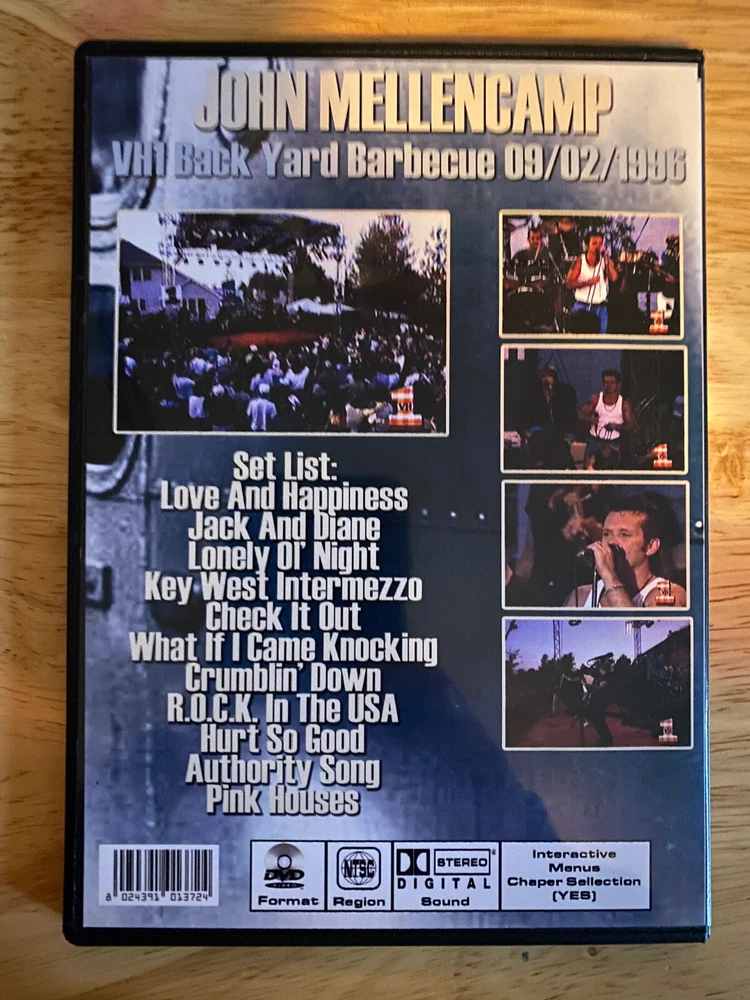 JOHN MELLENCAMP
VH1 Back Yard Barbecue 09/02/1996
Set List:
Love And Happiness
Jack And Diane
Lonely Ol' Night
Key West Intermezzo
Check It Out
What If I Came Knocking
Crumblin' Down
R.O.C.K. In The USA
Hurt So Good
Authority Song
Pink Houses
8 024391 013724
DVD
VIDEO
Format
NTSC
Region
STEREO®
DIGITAL
Sound
Interactive
Menus
Chaper Sellection
(YES)